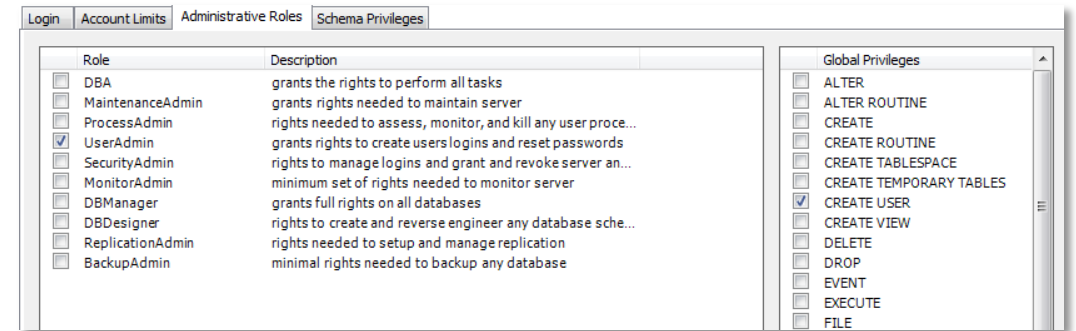 Login Account Limits Administrative Roles Schema Privileges
Role Description
DBA grants the rights to perform all tasks
MaintenanceAdmin grants rights needed to maintain server
ProcessAdmin rights needed to assess, monitor, and kill any user proce...
UserAdmin grants rights to create users logins and reset passwords
SecurityAdmin rights to manage logins and grant and revoke server an...
MonitorAdmin minimum set of rights needed to monitor server
DBManager grants full rights on all databases
DBDesigner rights to create and reverse engineer any database sche...
ReplicationAdmin rights needed to setup and manage replication
BackupAdmin minimal rights needed to backup any database
Global Privileges
ALTER
ALTER ROUTINE
CREATE
CREATE ROUTINE
CREATE TABLESPACE
CREATE TEMPORARY TABLES
CREATE USER
CREATE VIEW
DELETE
DROP
EVENT
EXECUTE
FILE